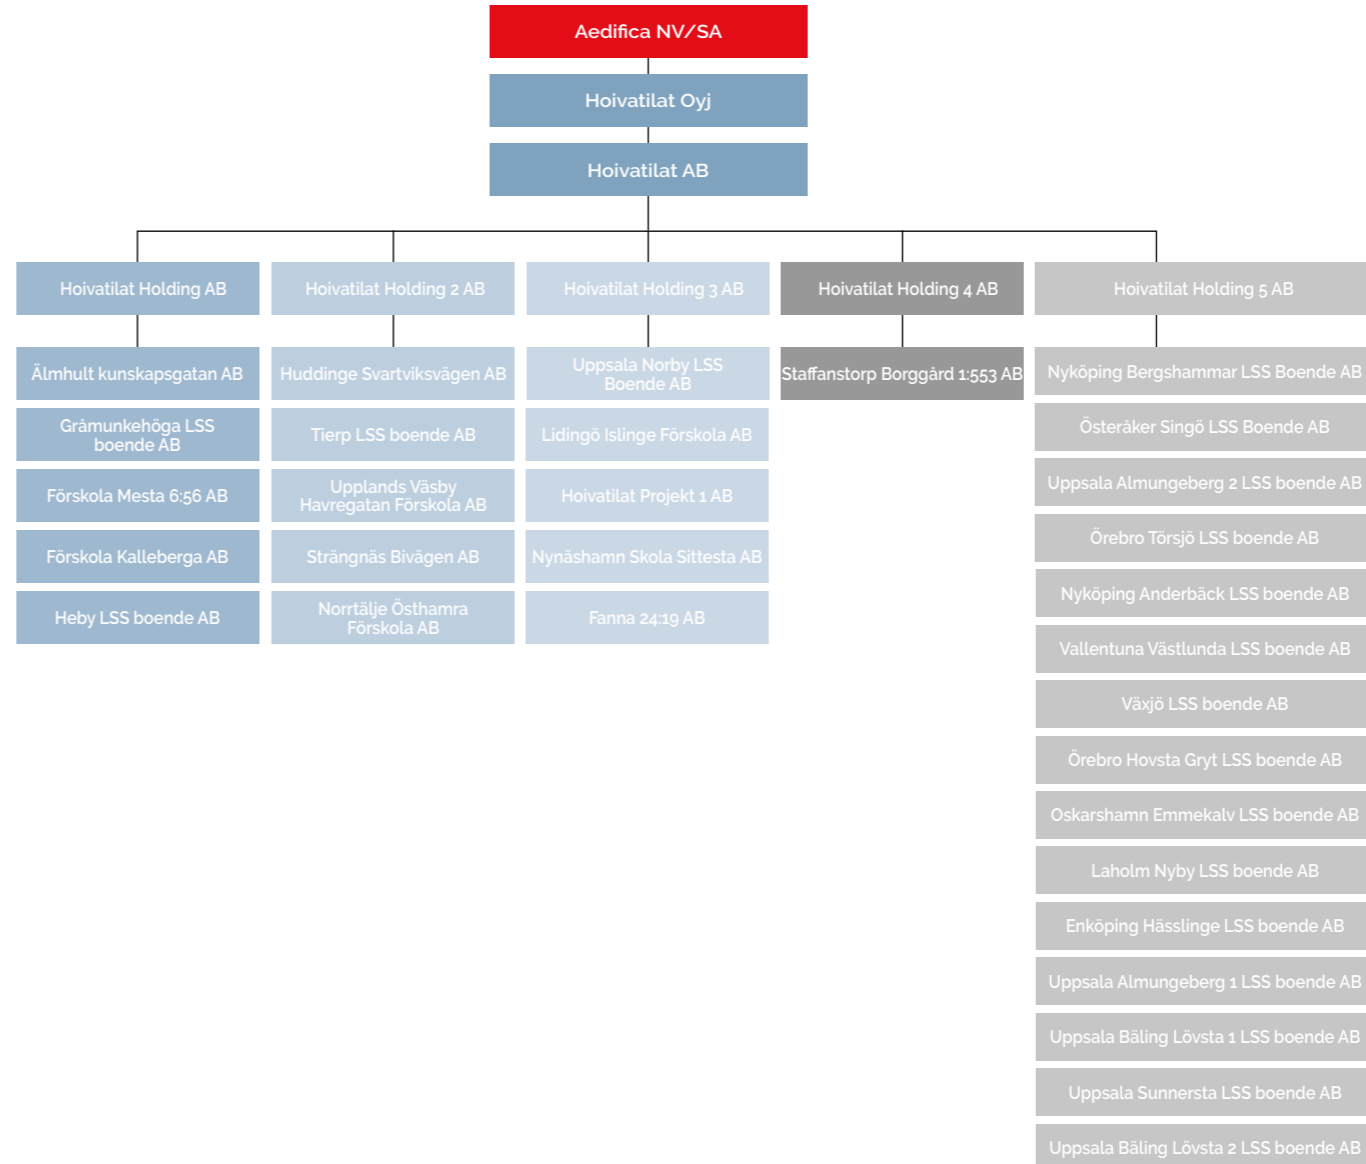 Aedifica NV/SA
Hoivatilat Oyj
Hoivatilat AB
Hoivatilat Holding AB
Älmhult kunskapsgatan AB
Gråmunkehöga LSS
boende AB
Förskola Mesta 6:56 AB
Förskola Kalleberga AB
Heby LSS boende AB
Hoivatilat Holding 2 AB
Huddinge Svartviksvägen AB
Tierp LSS boende AB
Upplands Väsby
Havregatan Förskola AB
Strängnäs Bivägen AB
Norrtälje Östhamra
Förskola AB
Hoivatilat Holding 3 AB
Uppsala Norby LSS
Boende AB
Lidingö Islinge Förskola AB
Hoivatilat Projekt 1 AB
Nynäshamn Skola Sittesta AB
Fanna 24:19 AB
Hoivatilat Holding 4 AB
Staffanstorp Borggård 1:553 AB
Hoivatilat Holding 5 AB
Nyköping Bergshammar LSS Boende AB
Österåker Singö LSS Boende AB
Uppsala Almungeberg 2 LSS boende AB
Örebro Törsjö LSS boende AB
Nyköping Anderbäck LSS boende AB
Vallentuna Västlunda LSS boende AB
Växjö LSS boende AB
Örebro Hovsta Gryt LSS boende AB
Oskarshamn Emmekalv LSS boende AB
Laholm Nyby LSS boende AB
Enköping Hässlinge LSS boende AB
Uppsala Almungeberg 1 LSS boende AB
Uppsala Bäling Lövsta 1 LSS boende AB
Uppsala Sunnersta LSS boende AB
Uppsala Bäling Lövsta 2 LSS boende AB